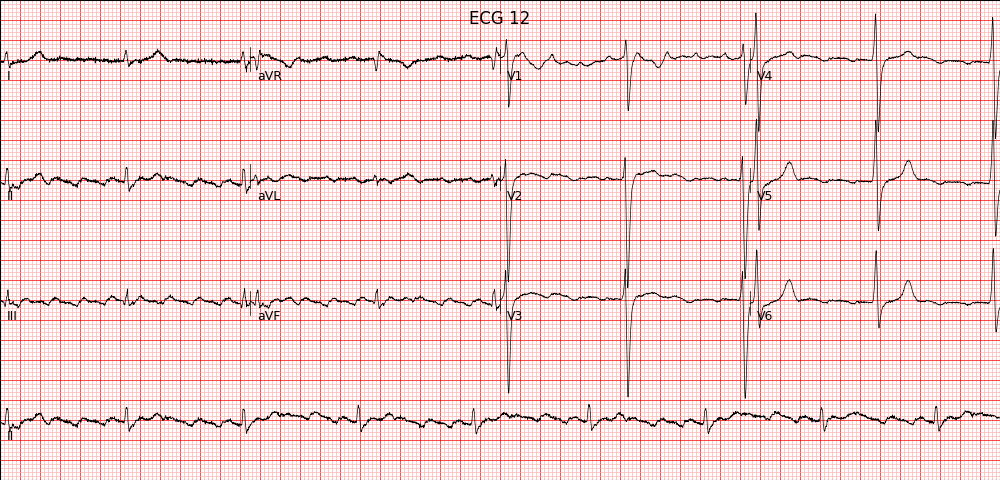 ECG 12
I aVR V1 V4
II aVL V2 V5
III aVF V3 V6
II